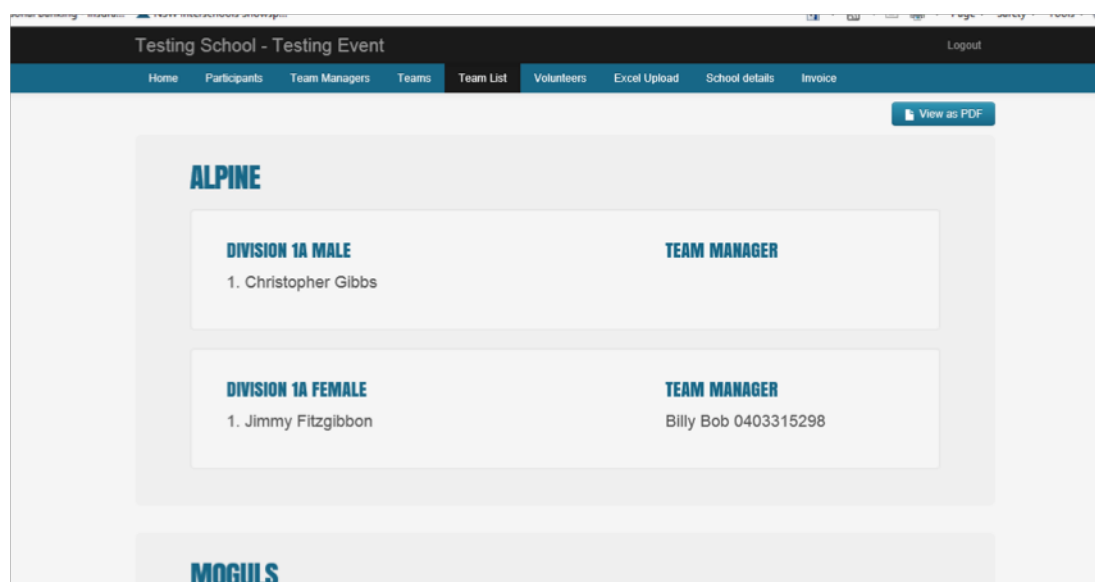 Testing School - Testing Event Logout
Home Participants Team Managers Teams Team List Volunteers Excel Upload School details Invoice
View as PDF
ALPINE
DIVISION 1A MALE TEAM MANAGER
1. Christopher Gibbs
DIVISION 1A FEMALE TEAM MANAGER
1. Jimmy Fitzgibbon Billy Bob 0403315298
MOGULS